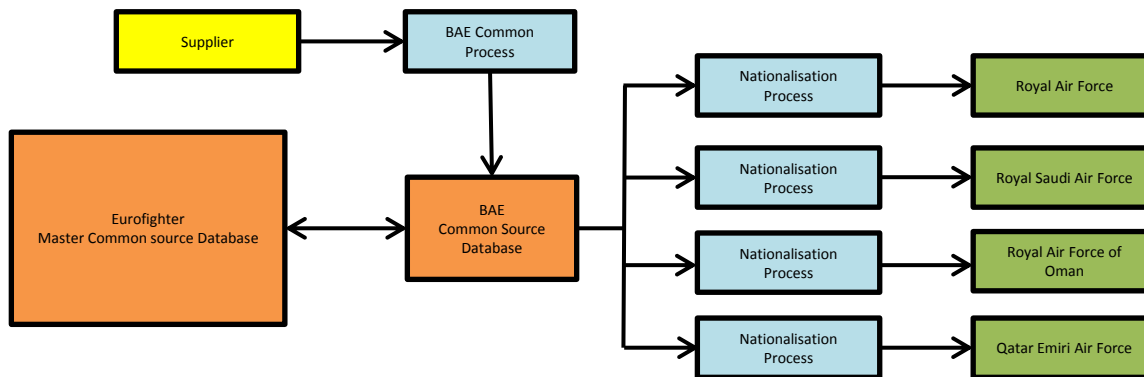 Supplier
BAE Common
Process
Nationalisation
Process
Royal Air Force
Nationalisation
Process
Royal Saudi Air Force
Eurofighter
Master Common source Database
BAE
Common Source
Database
Nationalisation
Process
Royal Air Force of
Oman
Nationalisation
Process
Qatar Emiri Air Force